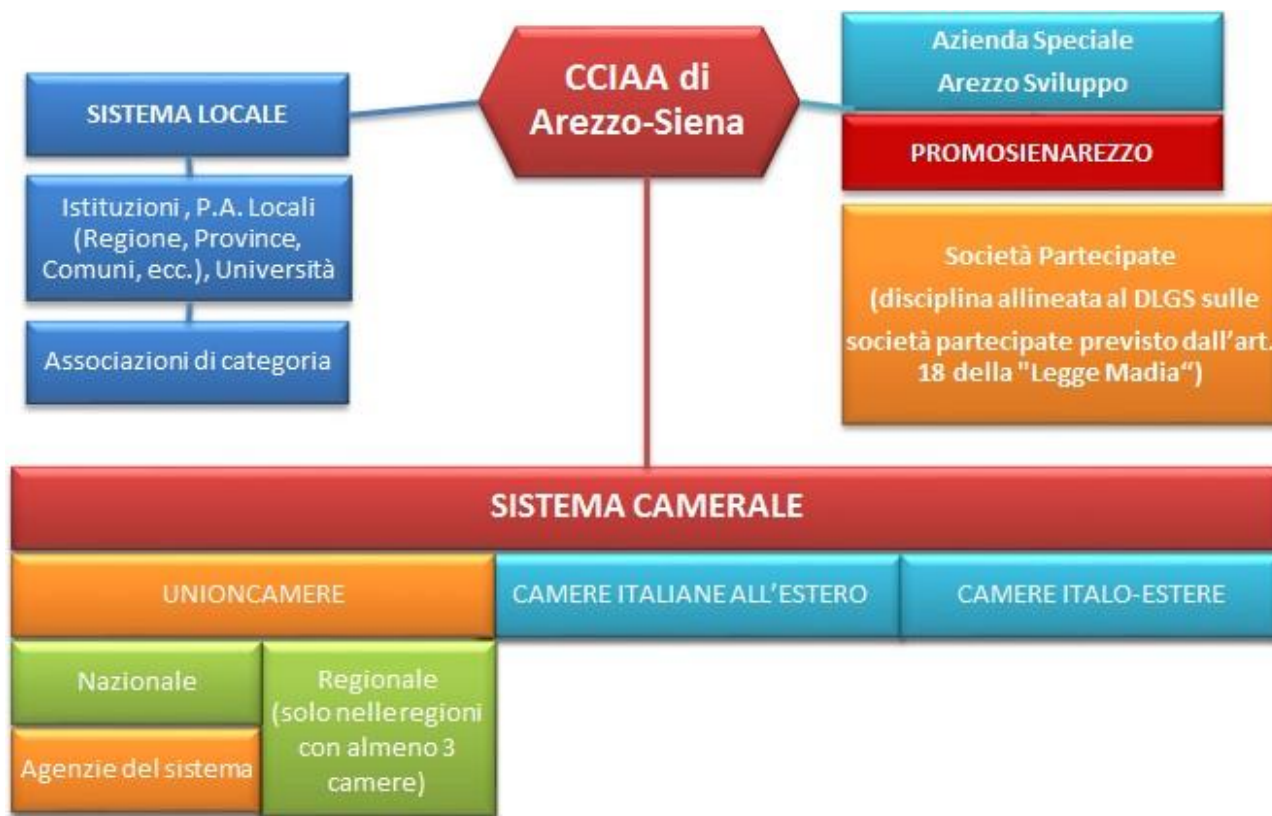 CCIAA di
Arezzo-Siena
SISTEMA LOCALE
Istituzioni , P.A. Locali
(Regione, Province,
Comuni, ecc.), Università
Associazioni di categoria
Azienda Speciale
Arezzo Sviluppo
PROMOSIENAREZZO
Società Partecipate
(disciplina allineata al DLGS sulle
società partecipate previsto dall'art.
18 della "Legge Madia“)
SISTEMA CAMERALE
UNIONCAMERE
CAMERE ITALIANE ALL'ESTERO
CAMERE ITALO-ESTERE
Nazionale
Agenzie del sistema
Regionale
(solo nelle regioni
con almeno 3
camere)